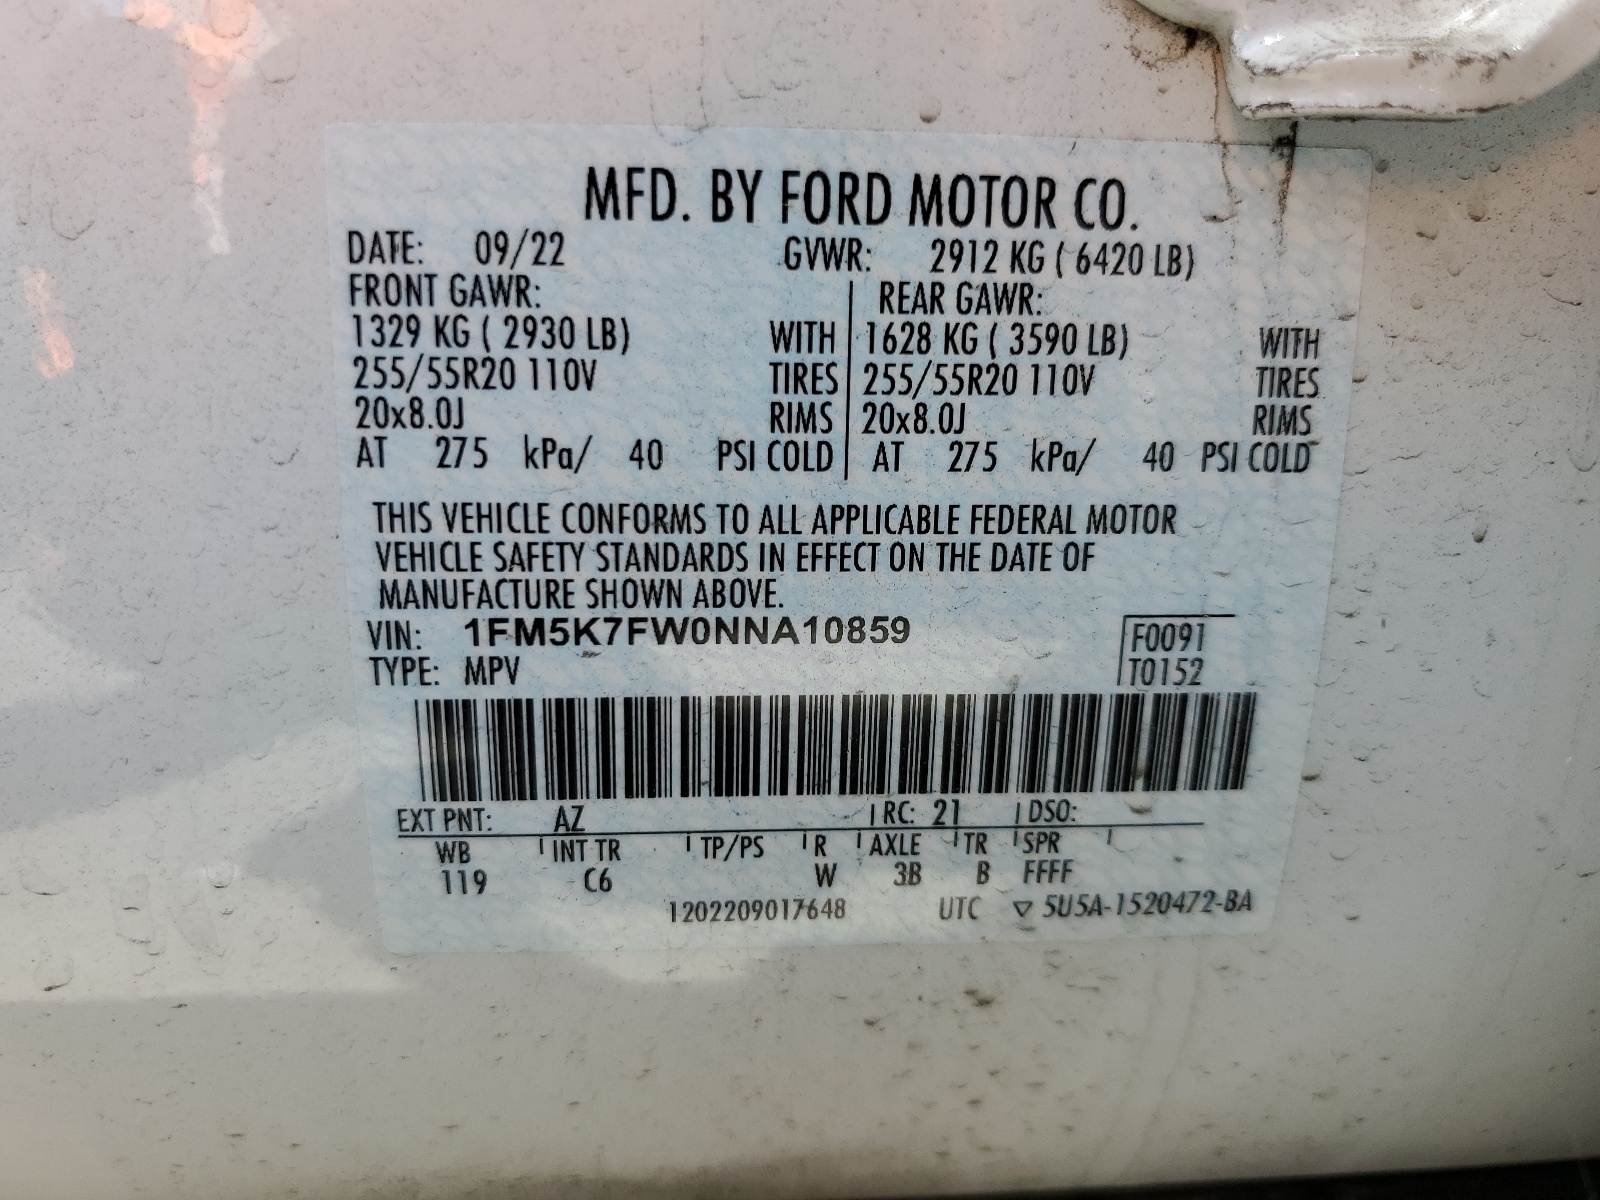 MFD. BY FORD MOTOR CO.
DATE: 09/22 GVWR: 2912 KG ( 6420 LB)
FRONT GAWR: REAR GAWR:
1329 KG ( 2930 LB) WITH 1628 KG ( 3590 LB) WITH
255/55R20 110V TIRES 255/55R20 110V TIRES
20x8.0J RIMS 20x8.0J RIMS
AT 275 kPa/ 40 PSI COLD AT 275 kPa/ 40 PSI COLD
THIS VEHICLE CONFORMS TO ALL APPLICABLE FEDERAL MOTOR
VEHICLE SAFETY STANDARDS IN EFFECT ON THE DATE OF
MANUFACTURE SHOWN ABOVE.
VIN: 1FM5K7FW0NNA10859 F0091
TYPE: MPV T0152
EXT PNT: AZ RC: 21 DSO:
WB INT TR TP/PS R AXLE TR SPR
119 C6 W 3B B FFFF
1202209017648 UTC ▽ 5U5A-1520472-BA